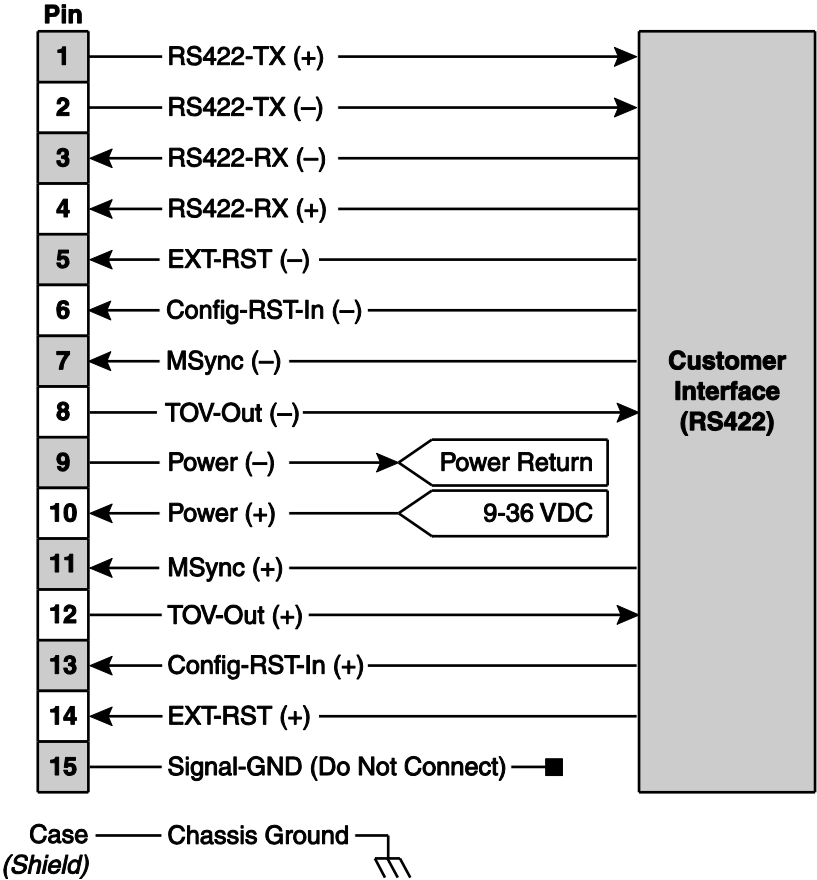 Pin
1 RS422-TX (+)
2 RS422-TX (–)
3 RS422-RX (–)
4 RS422-RX (+)
5 EXT-RST (–)
6 Config-RST-In (–)
7 MSync (–)
8 TOV-Out (–)
9 Power (–) Power Return
10 Power (+) 9-36 VDC
11 MSync (+)
12 TOV-Out (+)
13 Config-RST-In (+)
14 EXT-RST (+)
15 Signal-GND (Do Not Connect)
Customer
Interface
(RS422)
Case Chassis Ground
(Shield)